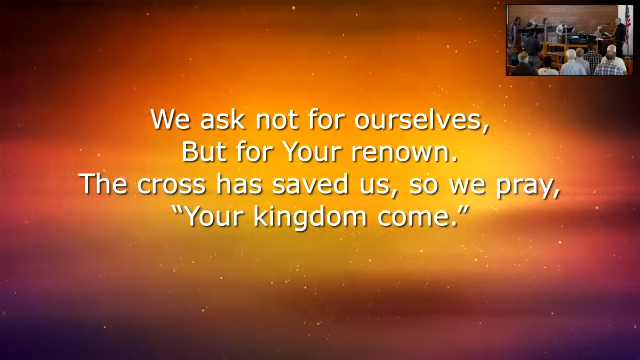 We ask not for ourselves,
But for Your renown.
The cross has saved us, so we pray,
“Your kingdom come.”